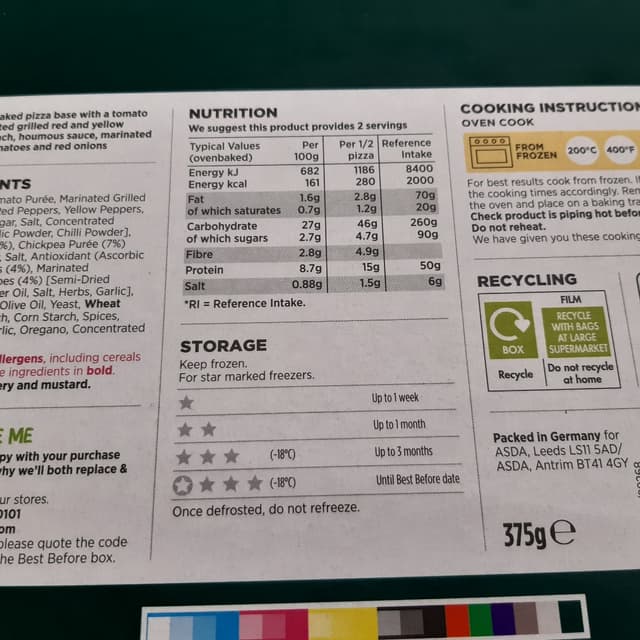 aked pizza base with a tomato
ted grilled red and yellow
ch, houmous sauce, marinated
matoes and red onions
NTS
mato Purée, Marinated Grilled
Red Peppers, Yellow Peppers,
gar, Salt, Concentrated
lic Powder, Chilli Powder],
%), Chickpea Purée (7%)
Salt, Antioxidant (Ascorbic
s (4%), Marinated
oes (4%) [Semi-Dried
er Oil, Salt, Herbs, Garlic],
Olive Oil, Yeast, Wheat
ch, Corn Starch, Spices,
rlic, Oregano, Concentrated
llergens, including cereals
e ingredients in bold.
ery and mustard.
E ME
py with your purchase
why we'll both replace &
ur stores.
0101
om
please quote the code
he Best Before box.
NUTRITION
We suggest this product provides 2 servings
Typical Values Per Per 1/2 Reference
(ovenbaked) 100g pizza Intake
Energy kJ 682 1186 8400
Energy kcal 161 280 2000
Fat 1.6g 2.8g 70g
of which saturates 0.7g 1.2g 20g
Carbohydrate 27g 46g 260g
of which sugars 2.7g 4.7g 90g
Fibre 2.8g 4.9g
Protein 8.7g 15g 50g
Salt 0.88g 1.5g 6g
*RI = Reference Intake.
STORAGE
Keep frozen.
For star marked freezers.
Up to 1 week
Up to 1 month
(-18°C) Up to 3 months
(-18°C) Until Best Before date
Once defrosted, do not refreeze.
COOKING INSTRUCTION
OVEN COOK
FROM
FROZEN 200°C 400°F
For best results cook from frozen. I
the cooking times accordingly. Rem
the oven and place on a baking tra
Check product is piping hot befo
Do not reheat.
We have given you these cooking
RECYCLING
BOX
Recycle
FILM
RECYCLE
WITH BAGS
AT LARGE
SUPERMARKET
Do not recycle
at home
Packed in Germany for
ASDA, Leeds LS11 5AD/
ASDA, Antrim BT41 4GY
375g e